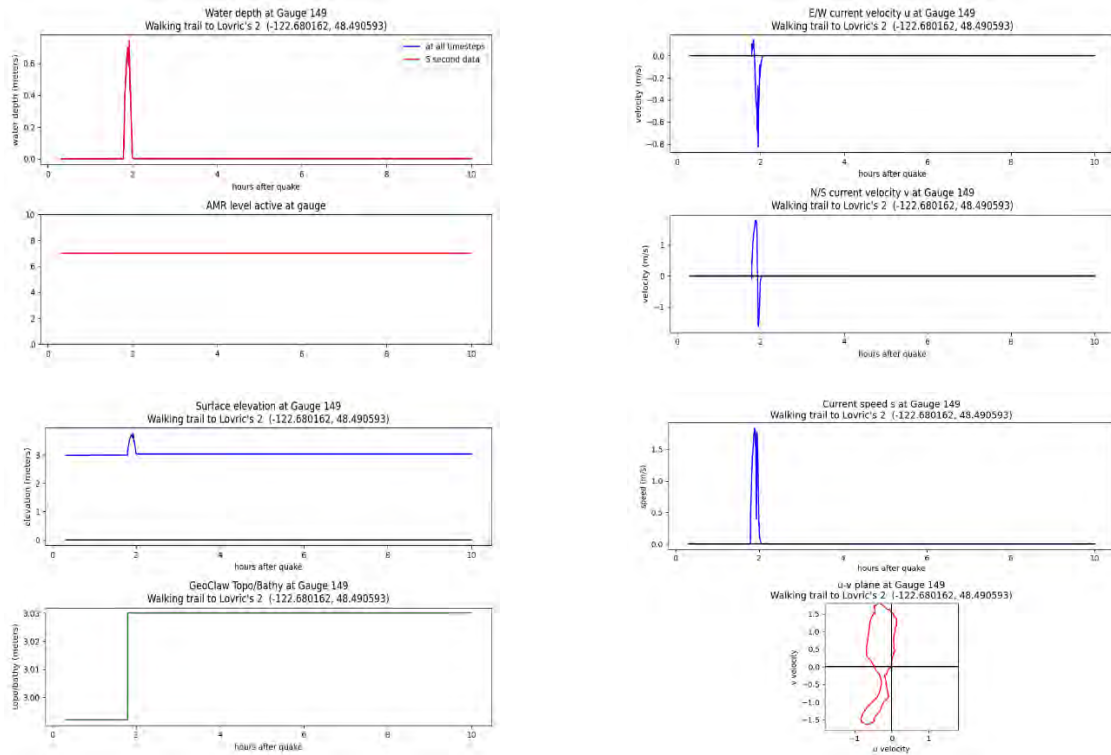 Water depth at Gauge 149
Walking trail to Lovric's 2 (-122.680162, 48.490593)
at all timesteps
5 second data
water depth (meters)
0.6
0.4
0.2
0.0
0 2 4 6 8 10
hours after quake
AMR level active at gauge
10
8
6
4
2
0
0 2 4 6 8 10
Surface elevation at Gauge 149
Walking trail to Lovric's 2 (-122.680162, 48.490593)
elevation (meters)
3
2
1
0
0 2 4 6 8 10
hours after quake
GeoClaw Topo/Bathy at Gauge 149
Walking trail to Lovric's 2 (-122.680162, 48.490593)
topo/bathy (meters)
3.03
3.02
3.01
3.00
0 2 4 6 8 10
hours after quake
E/W current velocity u at Gauge 149
Walking trail to Lovric's 2 (-122.680162, 48.490593)
velocity (m/s)
0.0
−0.2
−0.4
−0.6
−0.8
0 2 4 6 8 10
hours after quake
N/S current velocity v at Gauge 149
Walking trail to Lovric's 2 (-122.680162, 48.490593)
velocity (m/s)
1
0
−1
0 2 4 6 8 10
Current speed s at Gauge 149
Walking trail to Lovric's 2 (-122.680162, 48.490593)
speed (m/s)
1.5
1.0
0.5
0.0
0 2 4 6 8 10
hours after quake
u-v plane at Gauge 149
Walking trail to Lovric's 2 (-122.680162, 48.490593)
v velocity
1.5
1.0
0.5
0.0
−0.5
−1.0
−1.5
−1 0 1
u velocity